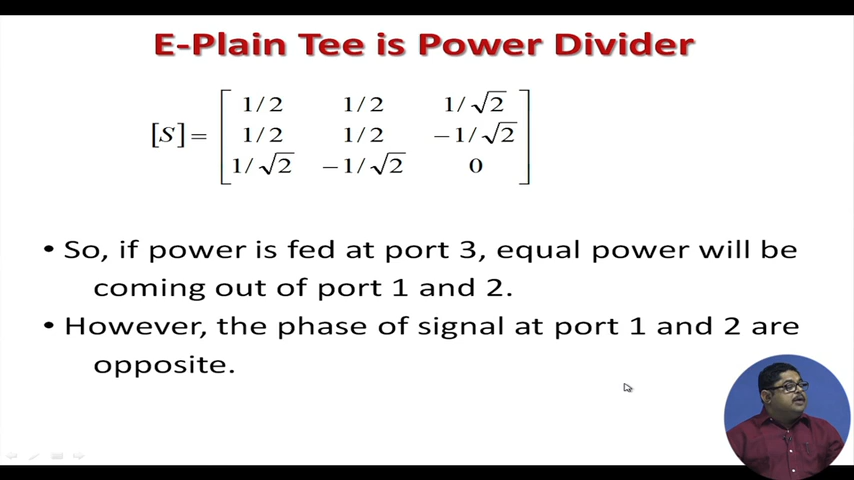 E-Plain Tee is Power Divider
[S] = [ 1/2 1/2 1/√2
1/2 1/2 −1/√2
1/√2 −1/√2 0 ]
• So, if power is fed at port 3, equal power will be
coming out of port 1 and 2.
• However, the phase of signal at port 1 and 2 are
opposite.